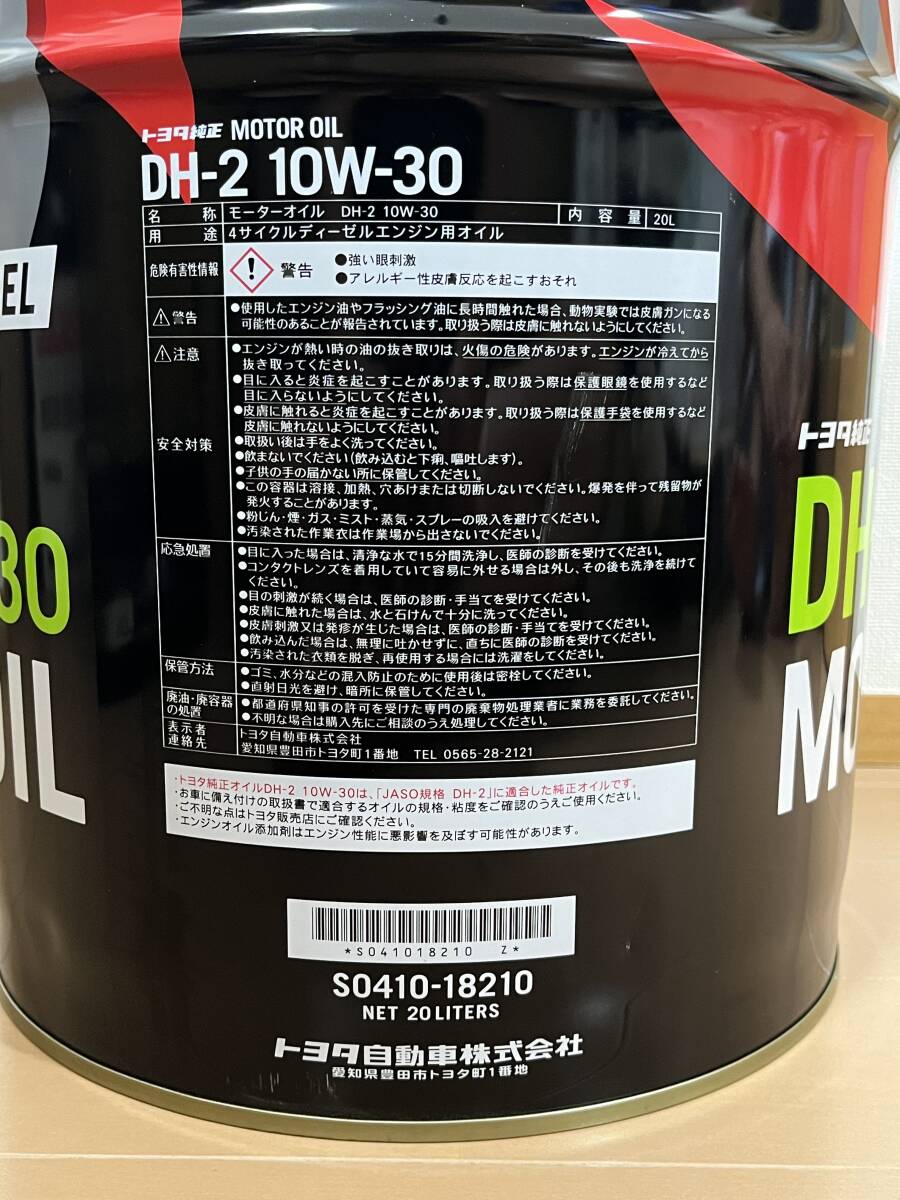 トヨタ純正 MOTOR OIL
DH-2 10W-30
名 称 モーターオイル DH-2 10W-30 内 容 量 20L
用 途 4サイクルディーゼルエンジン用オイル
危険有害性情報 警告 ●強い眼刺激
●アレルギー性皮膚反応を起こすおそれ
警告 ●使用したエンジン油やフラッシング油に長時間触れた場合、動物実験では皮膚ガンになる
可能性のあることが報告されています。取り扱う際は皮膚に触れないようにしてください。
注意 ●エンジンが熱い時の油の抜き取りは、火傷の危険があります。エンジンが冷えてから
抜き取ってください。
●目に入ると炎症を起こすことがあります。取り扱う際は保護眼鏡を使用するなど
目に入らないようにしてください。
●皮膚に触れると炎症を起こすことがあります。取り扱う際は保護手袋を使用するなど
皮膚に触れないようにしてください。
安全対策 ●取扱い後は手をよく洗ってください。
●飲まないでください(飲み込むと下痢、嘔吐します)。
●子供の手の届かない所に保管してください。
●この容器は溶接、加熱、穴あけまたは切断しないでください。爆発を伴って残留物が
発火することがあります。
●粉じん・煙・ガス・ミスト・蒸気・スプレーの吸入を避けてください。
●汚染された作業衣は作業場から出さないでください。
応急処置 ●目に入った場合は、清浄な水で15分間洗浄し、医師の診断を受けてください。
●コンタクトレンズを着用していて容易に外せる場合は外し、その後も洗浄を続けて
ください。
●目の刺激が続く場合は、医師の診断・手当てを受けてください。
●皮膚に触れた場合は、水と石けんで十分に洗ってください。
●皮膚刺激又は発疹が生じた場合は、医師の診断・手当てを受けてください。
●飲み込んだ場合は、無理に吐かせずに、直ちに医師の診断を受けてください。
●汚染された衣類を脱ぎ、再使用する場合には洗濯をしてください。
保管方法 ●ゴミ、水分などの混入防止のために使用後は密栓してください。
●直射日光を避け、暗所に保管してください。
廃油・廃容器
の処置 ●都道府県知事の許可を受けた専門の廃棄物処理業者に業務を委託してください。
●不明な場合は購入先にご相談のうえ処理してください。
表示者
連絡先 トヨタ自動車株式会社
愛知県豊田市トヨタ町1番地 TEL 0565-28-2121
・トヨタ純正オイルDH-2 10W-30は、「JASO規格 DH-2」に適合した純正オイルです。
・お車に備え付けの取扱書で適合するオイルの規格・粘度をご確認のうえご使用ください。
・ご不明な点はトヨタ販売店にご確認ください。
・エンジンオイル添加剤はエンジン性能に悪影響を及ぼす可能性があります。
*S041018210 Z*
S0410-18210
NET 20LITERS
トヨタ自動車株式会社
愛知県豊田市トヨタ町1番地
EL
30
OIL
トヨタ純正
DH
MO